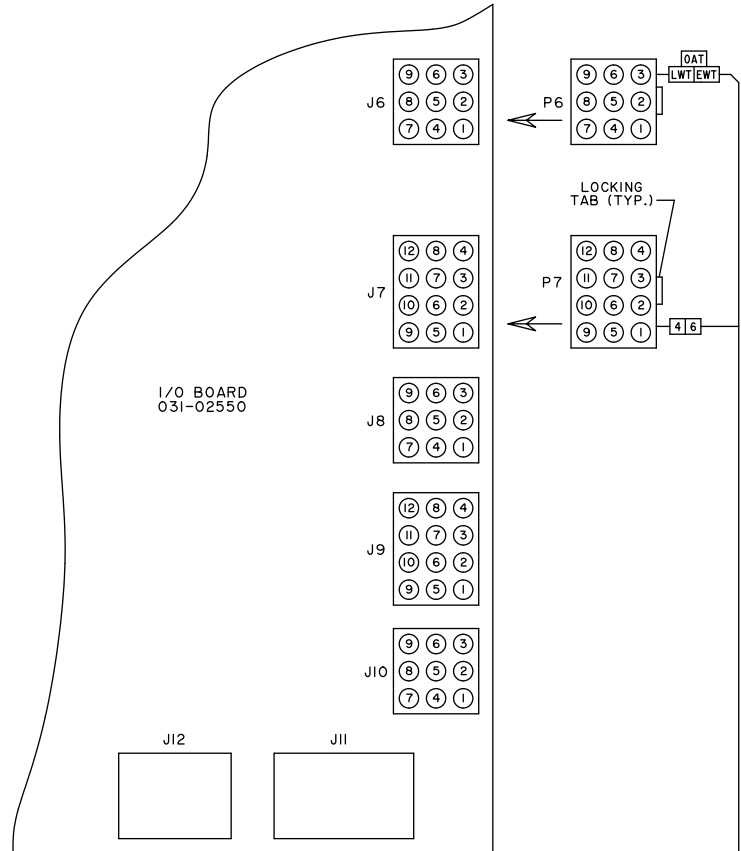 9 6 3
J6
8 5 2
7 4 1
9 6 3
P6
8 5 2
7 4 1
OAT
LWT EWT
LOCKING
TAB (TYP.)
12 8 4
11 7 3
J7
10 6 2
9 5 1
12 8 4
11 7 3
P7
10 6 2
9 5 1
4 6
I/O BOARD
031-02550
9 6 3
J8
8 5 2
7 4 1
12 8 4
11 7 3
J9
10 6 2
9 5 1
9 6 3
J10
8 5 2
7 4 1
J12
J11